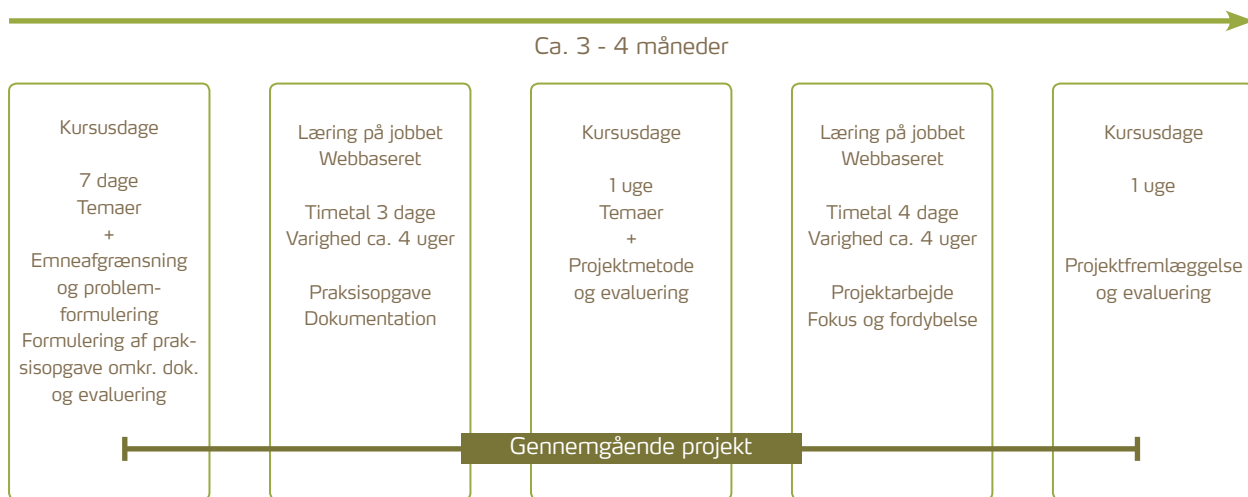 Ca. 3 - 4 måneder
Kursusdage
7 dage
Temaer
+
Emneafgrænsning
og problem-
formulering
Formulering af prak-
sisopgave omkr. dok.
og evaluering
Læring på jobbet
Webbaseret
Timetal 3 dage
Varighed ca. 4 uger
Praksisopgave
Dokumentation
Kursusdage
1 uge
Temaer
+
Projektmetode
og evaluering
Læring på jobbet
Webbaseret
Timetal 4 dage
Varighed ca. 4 uger
Projektarbejde
Fokus og fordybelse
Kursusdage
1 uge
Projektfremlæggelse
og evaluering
Gennemgående projekt